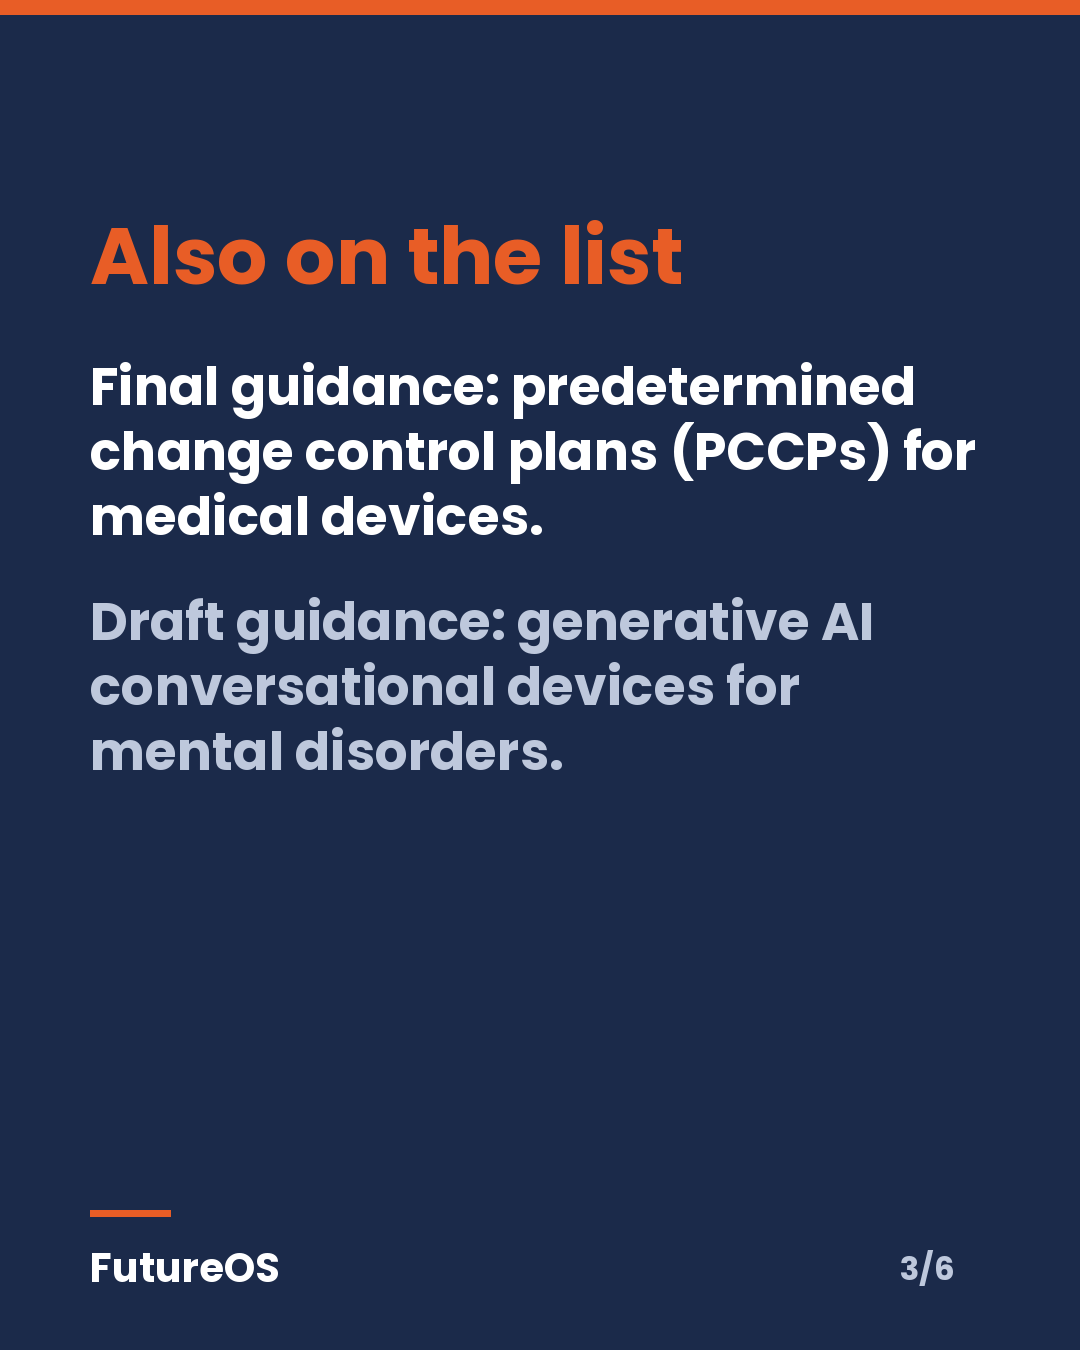 Also on the list
Final guidance: predetermined
change control plans (PCCPs) for
medical devices.
Draft guidance: generative AI
conversational devices for
mental disorders.
FutureOS
3/6